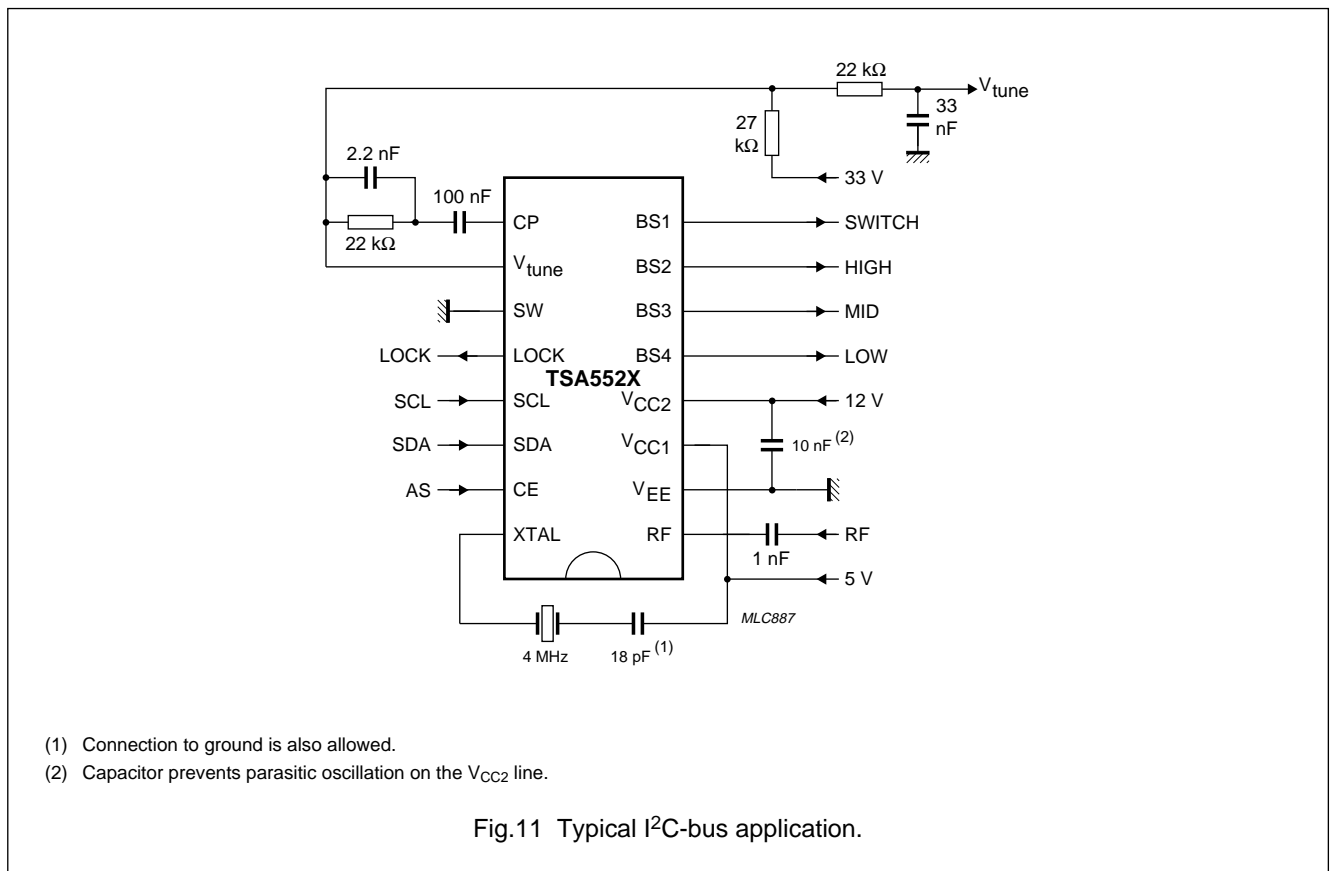 22 kΩ
V_tune
33
nF
27
kΩ
33 V
2.2 nF
100 nF
22 kΩ
CP
BS1
SWITCH
V_tune
BS2
HIGH
SW
BS3
MID
LOCK
LOCK
BS4
LOW
TSA552X
SCL
SCL
V_CC2
12 V
SDA
SDA
V_CC1
10 nF (2)
AS
CE
V_EE
XTAL
RF
RF
1 nF
5 V
MLC887
4 MHz
18 pF (1)
(1) Connection to ground is also allowed.
(2) Capacitor prevents parasitic oscillation on the V_CC2 line.
Fig.11 Typical I²C-bus application.